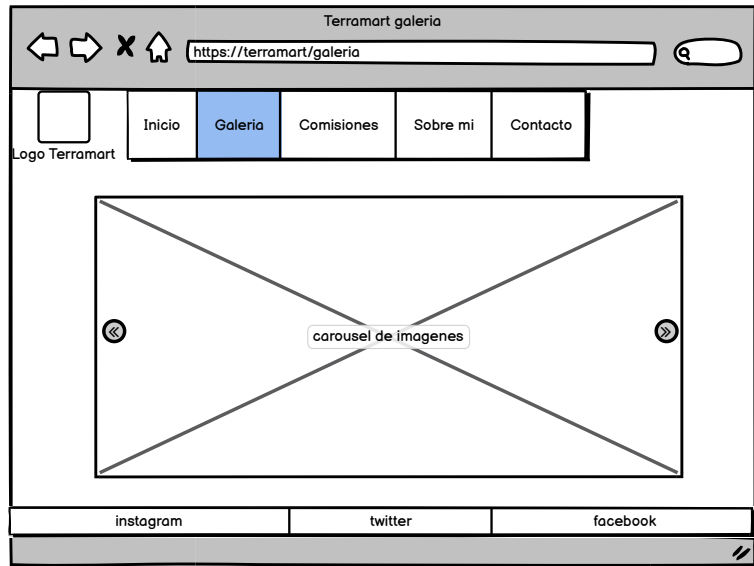 Terramart galeria
https://terramart/galeria
Inicio Galeria Comisiones Sobre mi Contacto
Logo Terramart
carousel de imagenes
instagram twitter facebook